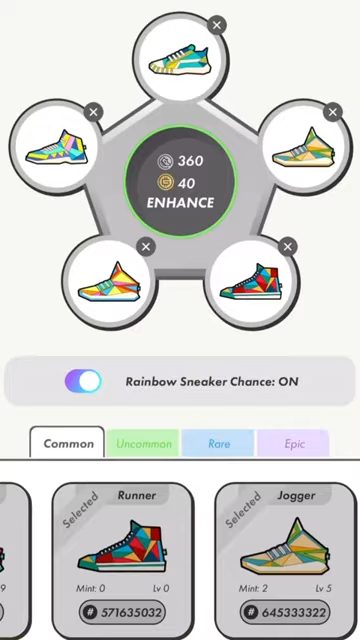 360
40
ENHANCE
Rainbow Sneaker Chance: ON
Common
Uncommon
Rare
Epic
Selected
Runner
Selected
Jogger
9
Mint: 0
Lv 0
Mint: 2
Lv 5
# 571635032
# 645333322